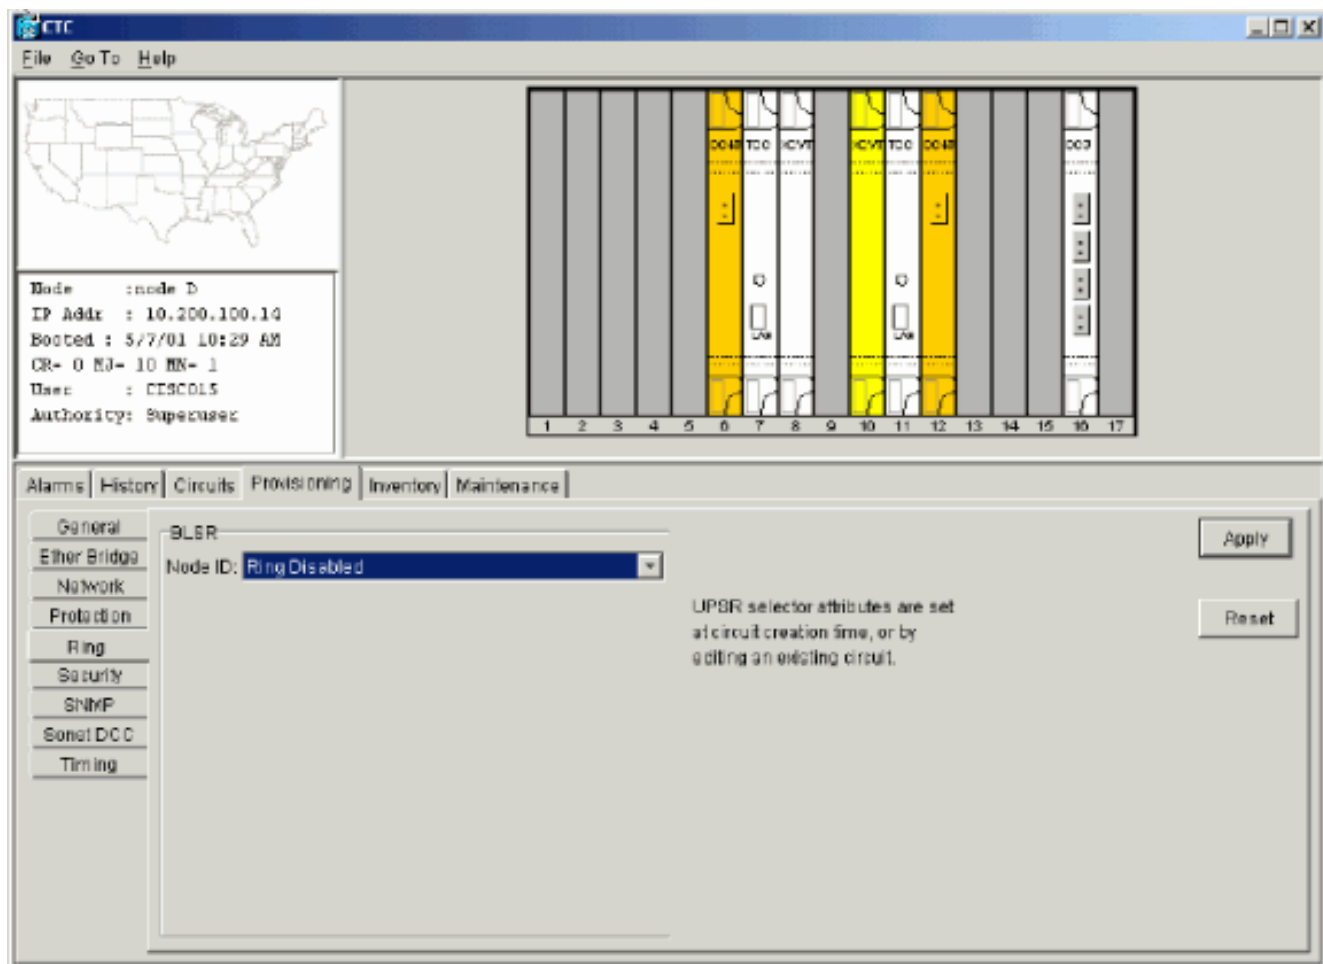 CTC
File Go To Help
OC48 TCC XCVT XCVT TCC OC48 OC3
LAN LAN
1 2 3 4 5 6 7 8 9 10 11 12 13 14 15 16 17
Node :node D
IP Addr : 10.200.100.14
Booted : 5/7/01 10:29 AM
CR- 0 MJ- 10 MN- 1
User : CISCO15
Authority: Superuser
Alarms History Circuits Provisioning Inventory Maintenance
General
Ether Bridge
Network
Protection
Ring
Security
SNMP
Sonet DCC
Timing
BLSR
Node ID: Ring Disabled
UPSR selector attributes are set
at circuit creation time, or by
editing an existing circuit.
Apply
Reset